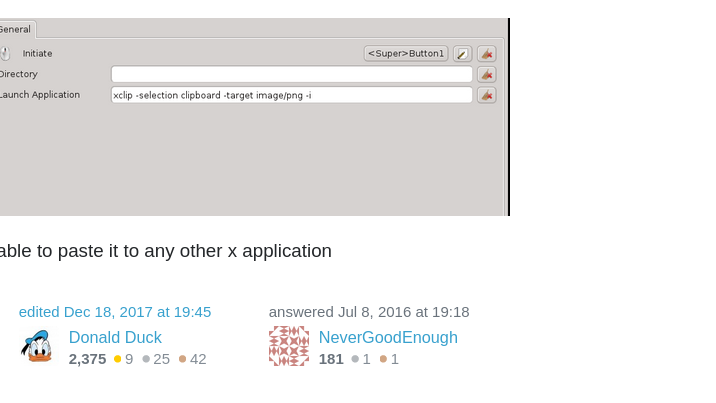 General
Initiate <Super>Button1
Directory
Launch Application xclip -selection clipboard -target image/png -i
able to paste it to any other x application
edited Dec 18, 2017 at 19:45 answered Jul 8, 2016 at 19:18
Donald Duck NeverGoodEnough
2,375 9 25 42 181 1 1